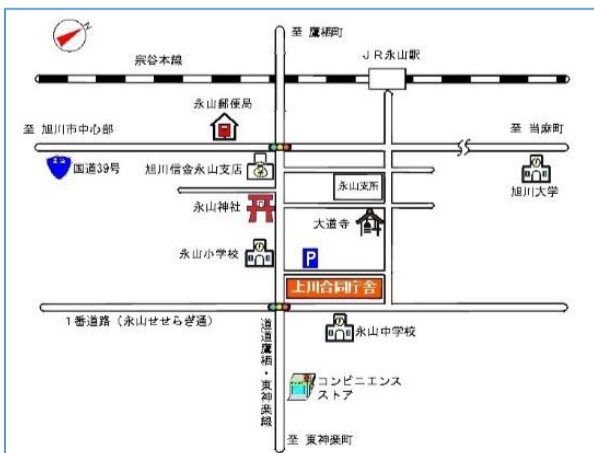 至 鷹栖町
宗谷本線
JR永山駅
永山郵便局
至 旭川市中心部
至 当麻町
国道39号
旭川信金永山支店
永山支所
旭川大学
永山神社
大道寺
永山小学校
P
上川合同庁舎
1番道路(永山せせらぎ通)
永山中学校
道道鷹栖・東神楽線
コンビニエンス
ストア
至 東神楽町